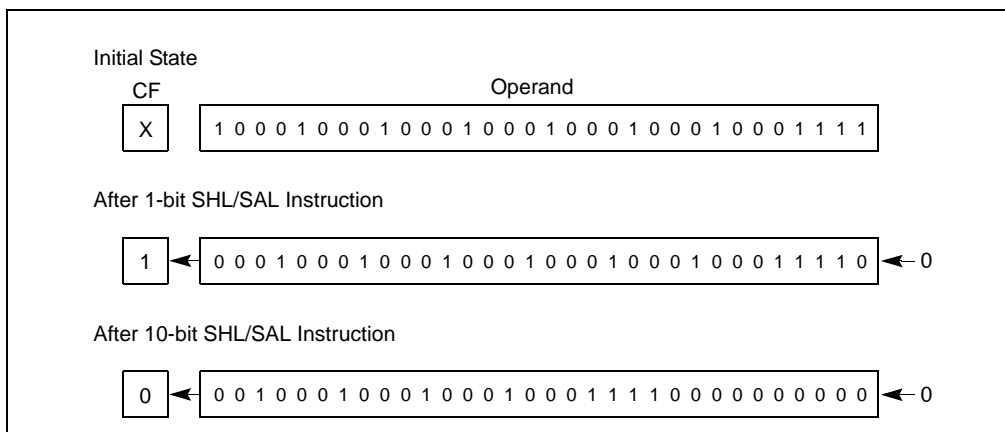 Initial State
CF Operand
X 1 0 0 0 1 0 0 0 1 0 0 0 1 0 0 0 1 0 0 0 1 0 0 0 1 0 0 0 1 1 1 1
After 1-bit SHL/SAL Instruction
1 0 0 0 1 0 0 0 1 0 0 0 1 0 0 0 1 0 0 0 1 0 0 0 1 0 0 0 1 1 1 1 0 0
After 10-bit SHL/SAL Instruction
0 0 0 1 0 0 0 1 0 0 0 1 0 0 0 1 0 0 0 1 1 1 1 0 0 0 0 0 0 0 0 0 0 0